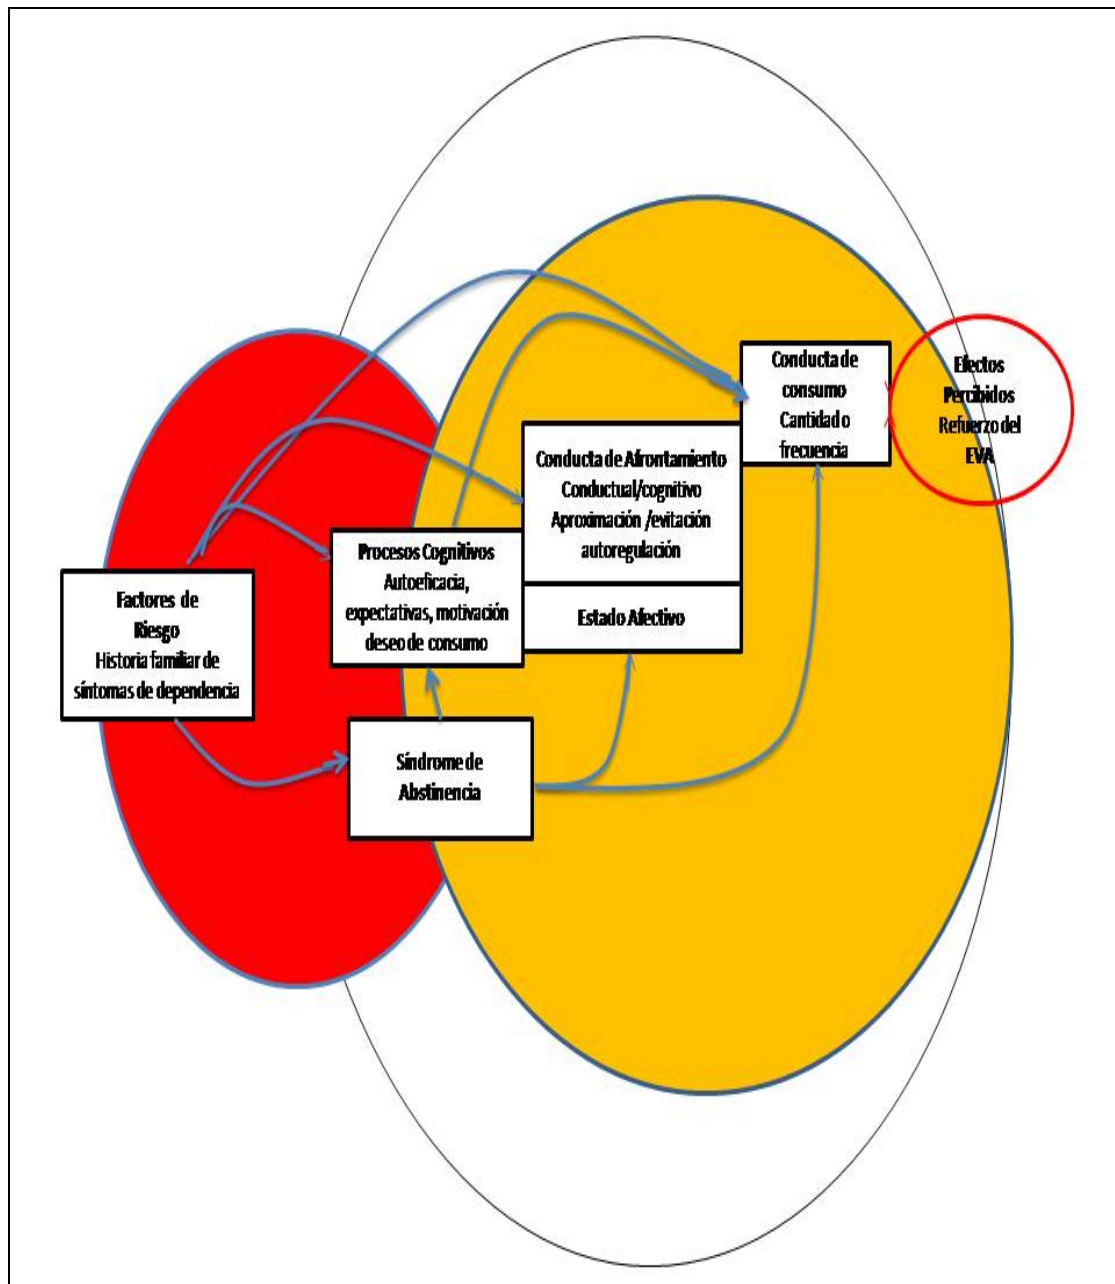 Conducta de
consumo
Cantidad o
frecuencia
Efectos
Percibidos
Refuerzo del
EVA
Conducta de Afrontamiento
Conductual/cognitivo
Aproximación /evitación
autoregulación
Estado Afectivo
Procesos Cognitivos
Autoeficacia,
expectativas, motivación
deseo de consumo
Factores de
Riesgo
Historia familiar de
síntomas de dependencia
Síndrome de
Abstinencia